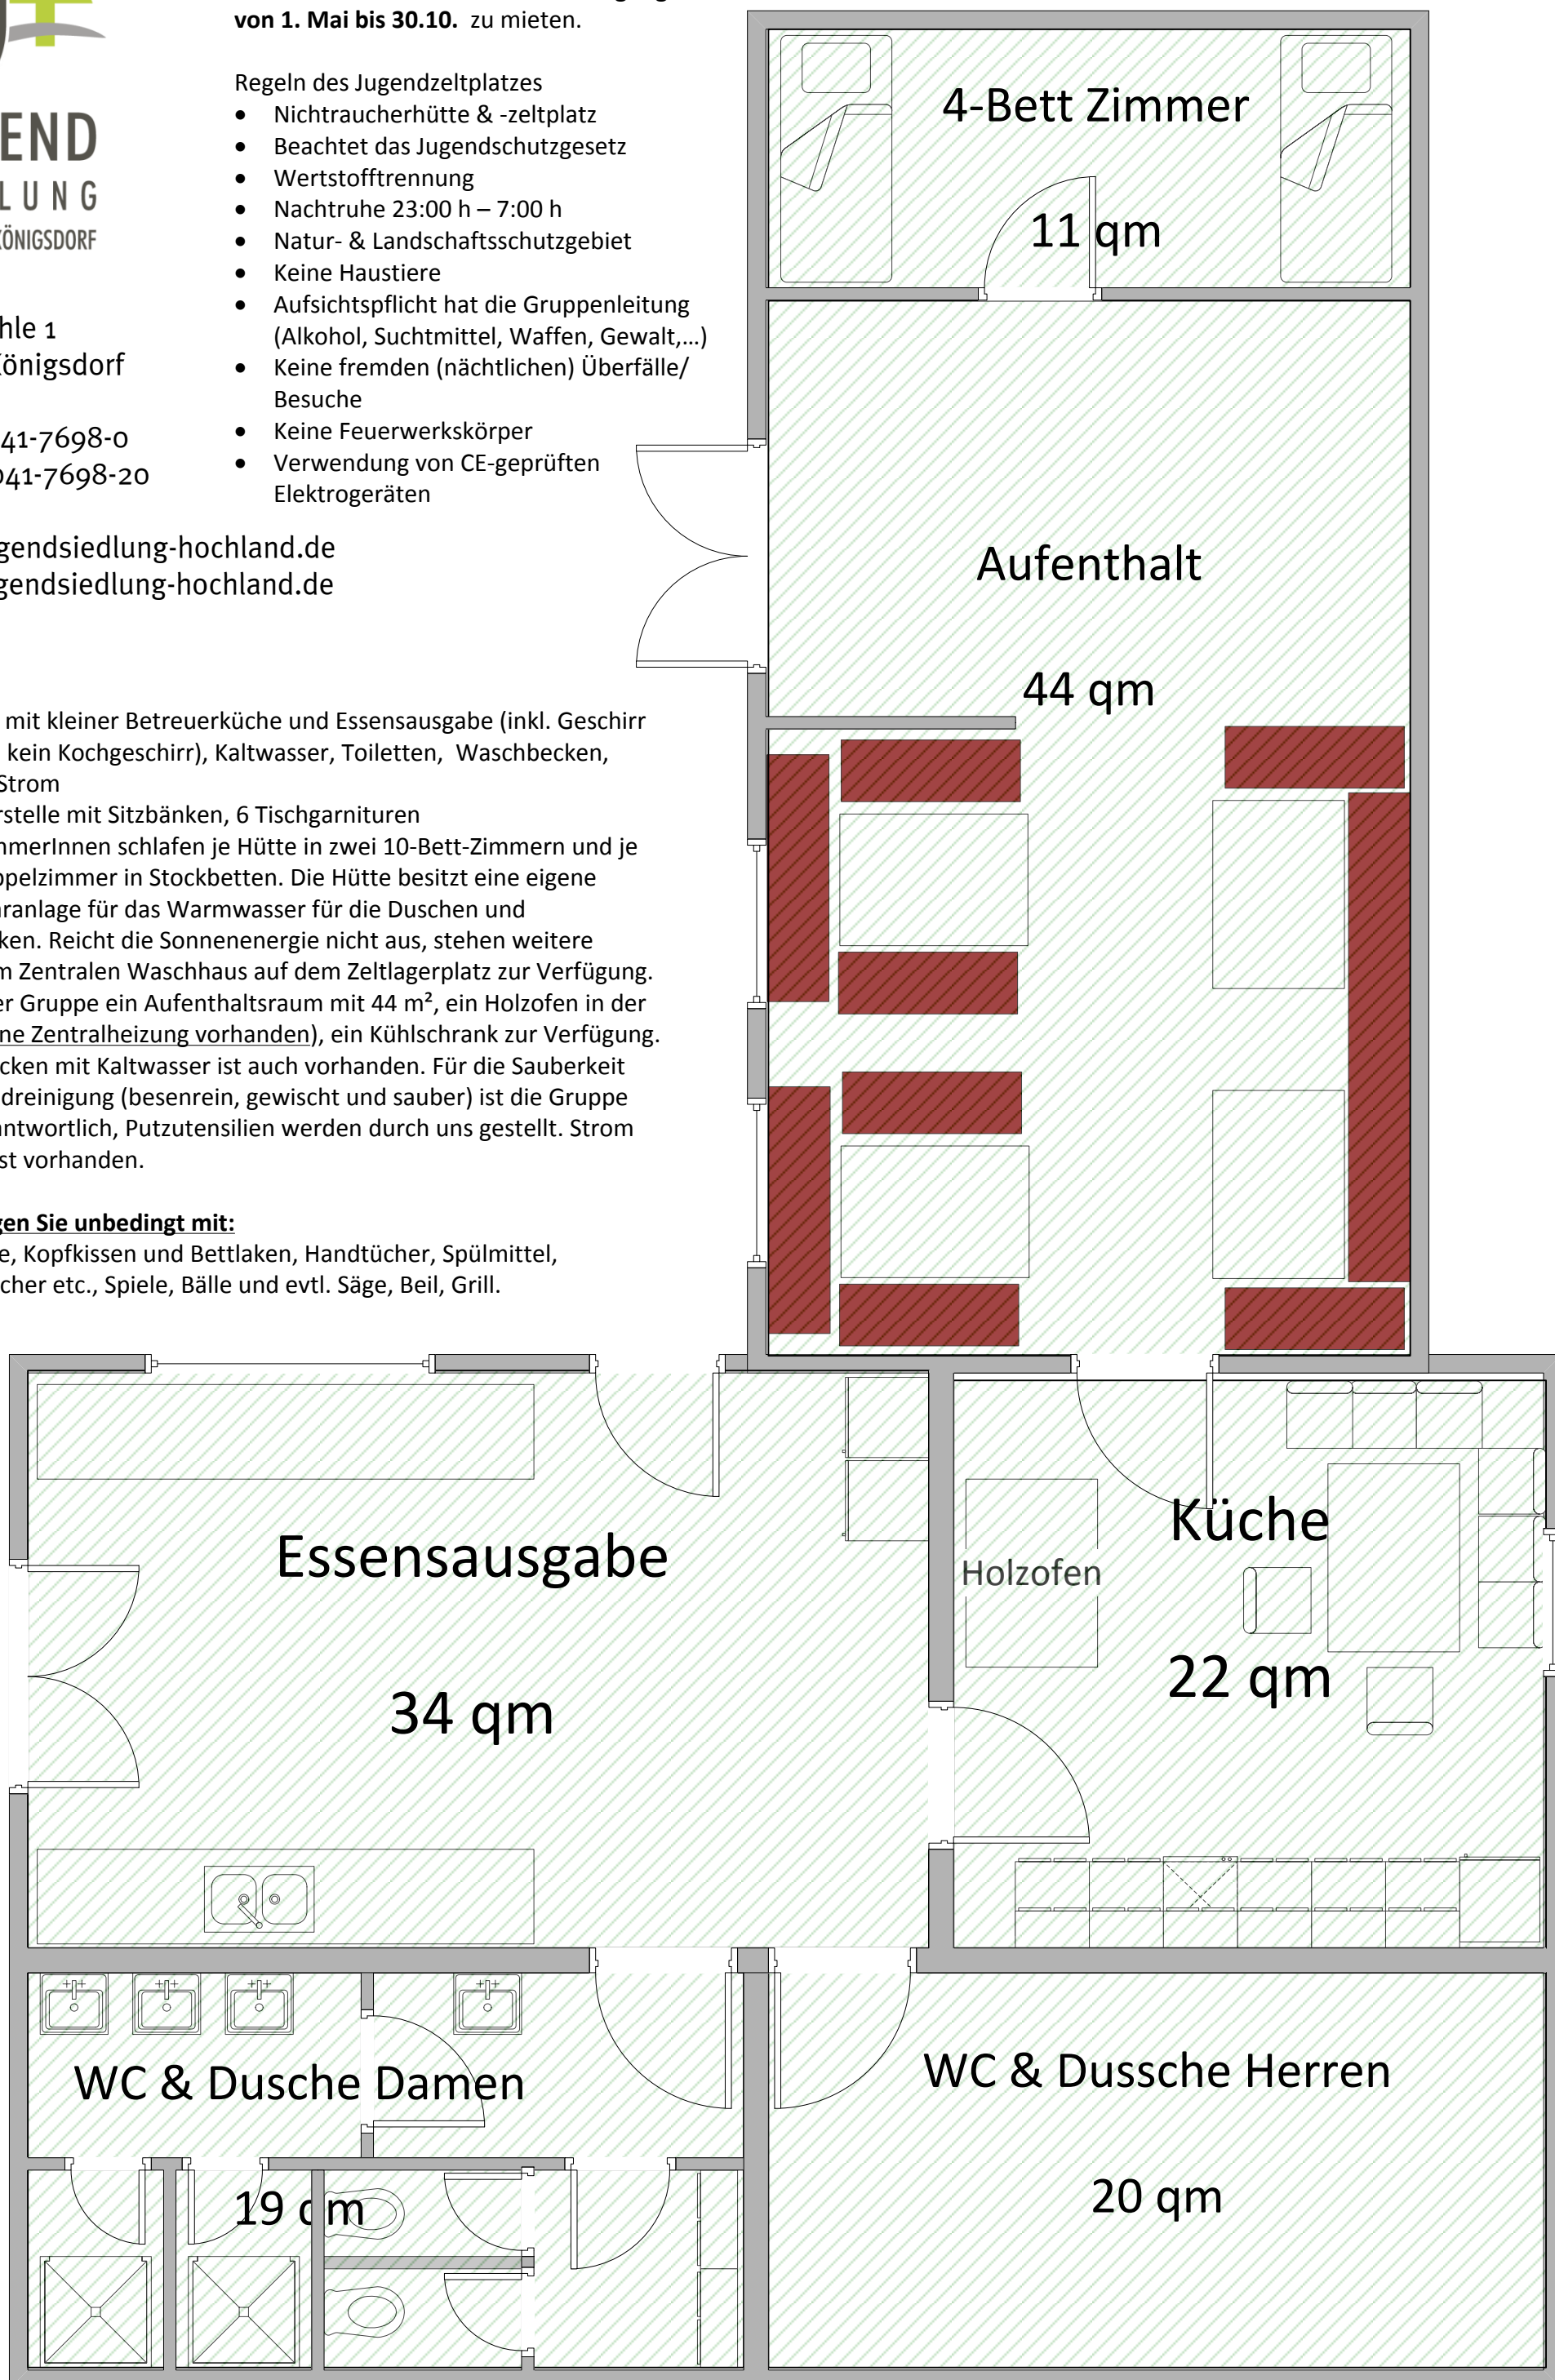 von 1. Mai bis 30.10. zu mieten.
Regeln des Jugendzeltplatzes
• Nichtraucherhütte & -zeltplatz
• Beachtet das Jugendschutzgesetz
• Wertstofftrennung
• Nachtruhe 23:00 h – 7:00 h
• Natur- & Landschaftsschutzgebiet
• Keine Haustiere
• Aufsichtspflicht hat die Gruppenleitung
(Alkohol, Suchtmittel, Waffen, Gewalt,...)
• Keine fremden (nächtlichen) Überfälle/
Besuche
• Keine Feuerwerkskörper
• Verwendung von CE-geprüften
Elektrogeräten
END
LUNG
KÖNIGSDORF
hle 1
Königsdorf
41-7698-0
041-7698-20
gendsiedlung-hochland.de
gendsiedlung-hochland.de
mit kleiner Betreuerküche und Essensausgabe (inkl. Geschirr
kein Kochgeschirr), Kaltwasser, Toiletten, Waschbecken,
Strom
rstelle mit Sitzbänken, 6 Tischgarnituren
hmerInnen schlafen je Hütte in zwei 10-Bett-Zimmern und je
ppelzimmer in Stockbetten. Die Hütte besitzt eine eigene
aranlage für das Warmwasser für die Duschen und
ken. Reicht die Sonnenenergie nicht aus, stehen weitere
m Zentralen Waschhaus auf dem Zeltlagerplatz zur Verfügung.
er Gruppe ein Aufenthaltsraum mit 44 m², ein Holzofen in der
ne Zentralheizung vorhanden), ein Kühlschrank zur Verfügung.
cken mit Kaltwasser ist auch vorhanden. Für die Sauberkeit
dreinigung (besenrein, gewischt und sauber) ist die Gruppe
antwortlich, Putzutensilien werden durch uns gestellt. Strom
st vorhanden.
gen Sie unbedingt mit:
e, Kopfkissen und Bettlaken, Handtücher, Spülmittel,
cher etc., Spiele, Bälle und evtl. Säge, Beil, Grill.
4-Bett Zimmer
11 qm
Aufenthalt
44 qm
Essensausgabe
34 qm
Küche
Holzofen
22 qm
WC & Dusche Damen
19 qm
WC & Dussche Herren
20 qm